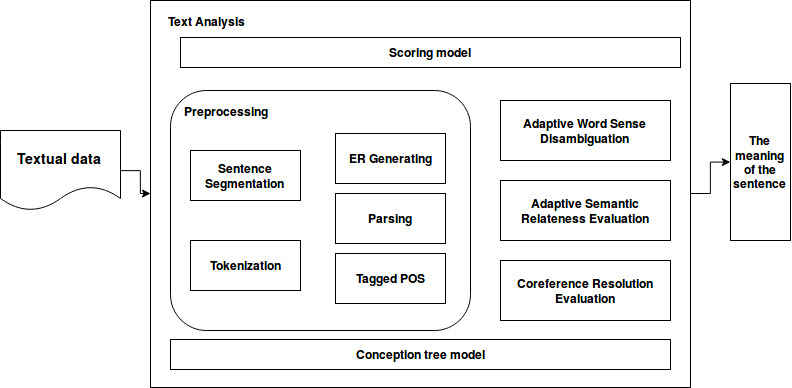 Text Analysis
Scoring model
Textual data
Preprocessing
Sentence
Segmentation
Tokenization
ER Generating
Parsing
Tagged POS
Adaptive Word Sense
Disambiguation
Adaptive Semantic
Relateness Evaluation
Coreference Resolution
Evaluation
Conception tree model
The
meaning
of the
sentence